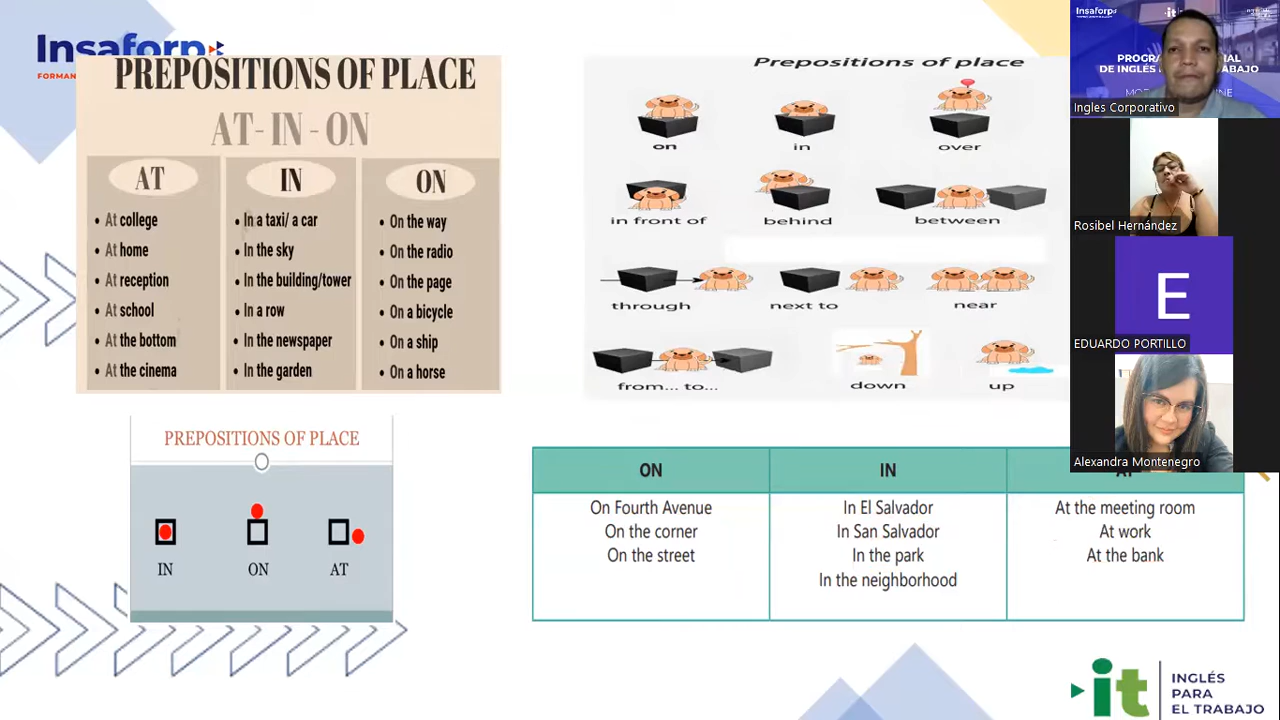 Insaforp
FORMAN
PREPOSITIONS OF PLACE
AT- IN - ON
AT
• At college
• At home
• At reception
• At school
• At the bottom
• At the cinema
IN
• In a taxi/ a car
• In the sky
• In the building/tower
• In a row
• In the newspaper
• In the garden
ON
• On the way
• On the radio
• On the page
• On a bicycle
• On a ship
• On a horse
Prepositions of place
on in over
in front of behind between
through next to near
from... to... down up
PREPOSITIONS OF PLACE
IN ON AT
ON
On Fourth Avenue
On the corner
On the street
IN
In El Salvador
In San Salvador
In the park
In the neighborhood
At the meeting room
At work
At the bank
Insaforp
it
Ingles Corporativo
Rosibel Hernández
E
EDUARDO PORTILLO
Alexandra Montenegro
it
INGLÉS
PARA
EL TRABAJO